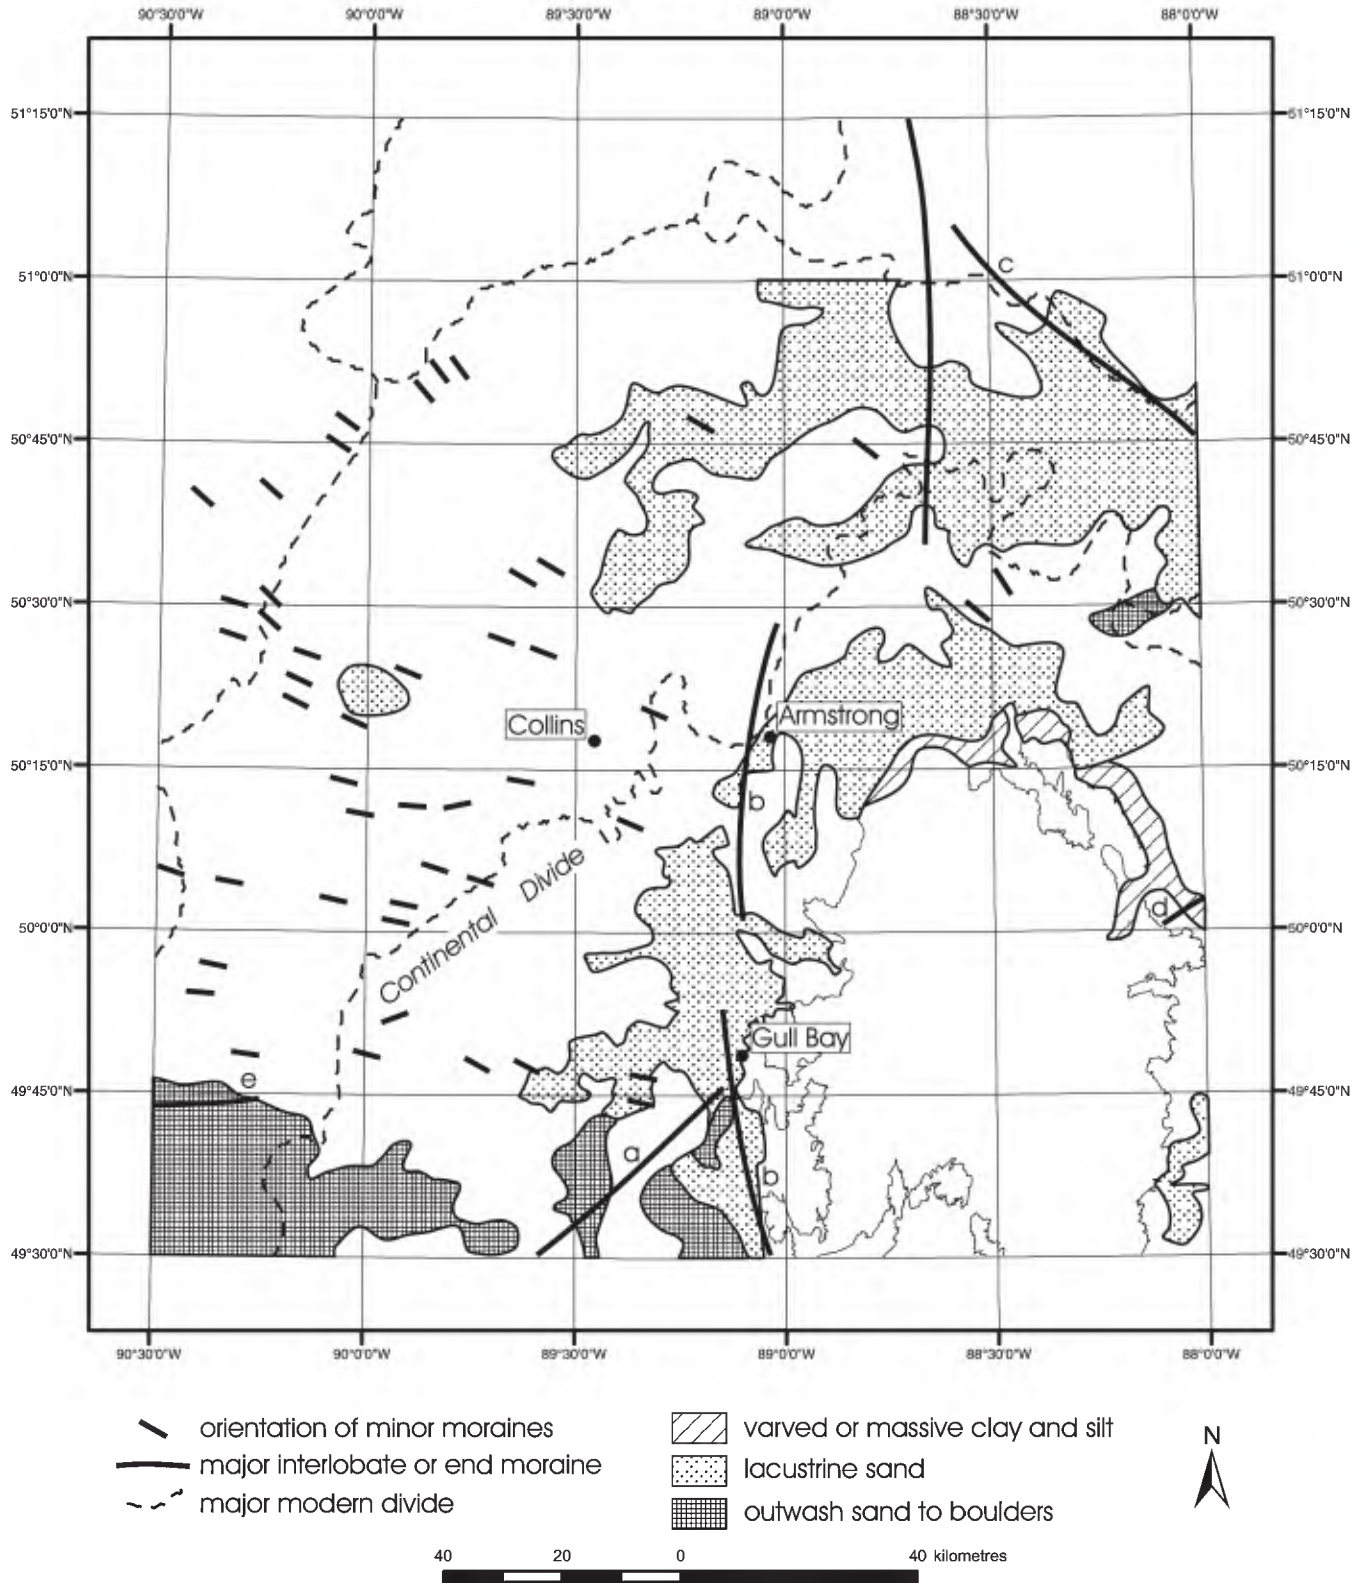 90°30'0"W 90°0'0"W 89°30'0"W 89°0'0"W 88°30'0"W 88°0'0"W
51°15'0"N 51°15'0"N
c
51°0'0"N 51°0'0"N
50°45'0"N 50°45'0"N
50°30'0"N 50°30'0"N
Collins Armstrong
50°15'0"N 50°15'0"N
b
Continental Divide
d
50°0'0"N 50°0'0"N
Gull Bay
e
49°45'0"N 49°45'0"N
a
b
49°30'0"N 49°30'0"N
90°30'0"W 90°0'0"W 89°30'0"W 89°0'0"W 88°30'0"W 88°0'0"W
orientation of minor moraines
major interlobate or end moraine
major modern divide
varved or massive clay and silt
lacustrine sand
outwash sand to boulders
N
40 20 0 40 kilometres